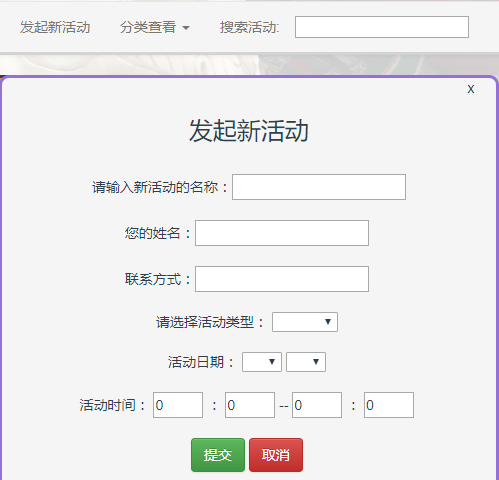 发起新活动 分类查看 搜索活动:
X
发起新活动
请输入新活动的名称：
您的姓名：
联系方式：
请选择活动类型：
活动日期：
活动时间： 0 ： 0 -- 0 ： 0
提交 取消